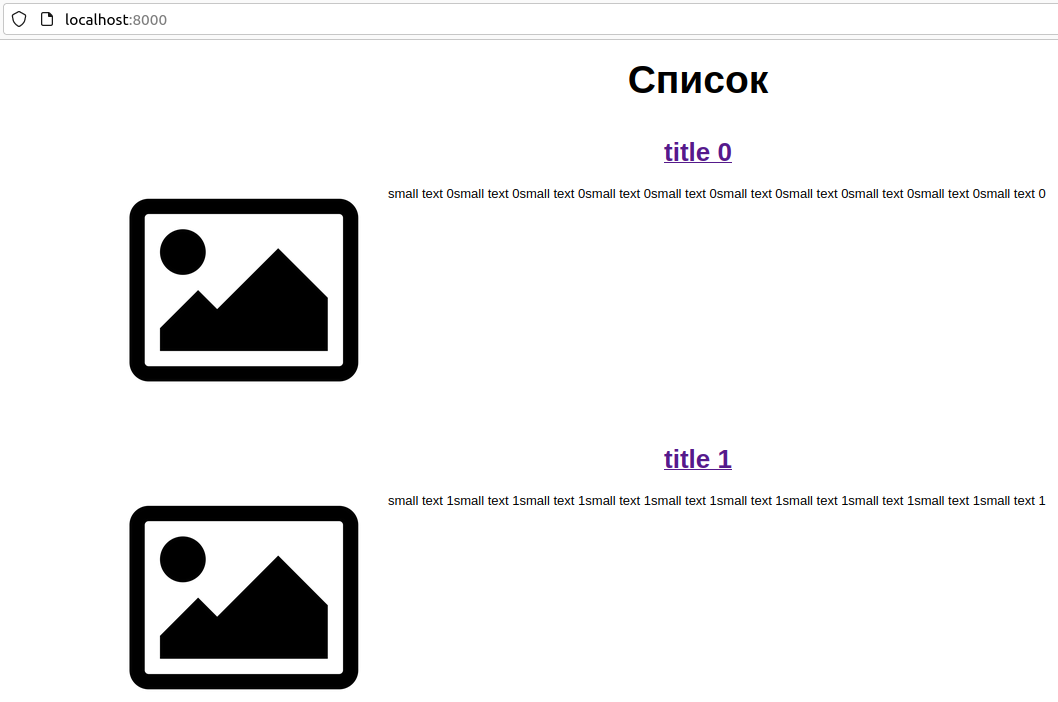 localhost:8000
Список
title 0
small text 0small text 0small text 0small text 0small text 0small text 0small text 0small text 0small text 0small text 0
title 1
small text 1small text 1small text 1small text 1small text 1small text 1small text 1small text 1small text 1small text 1